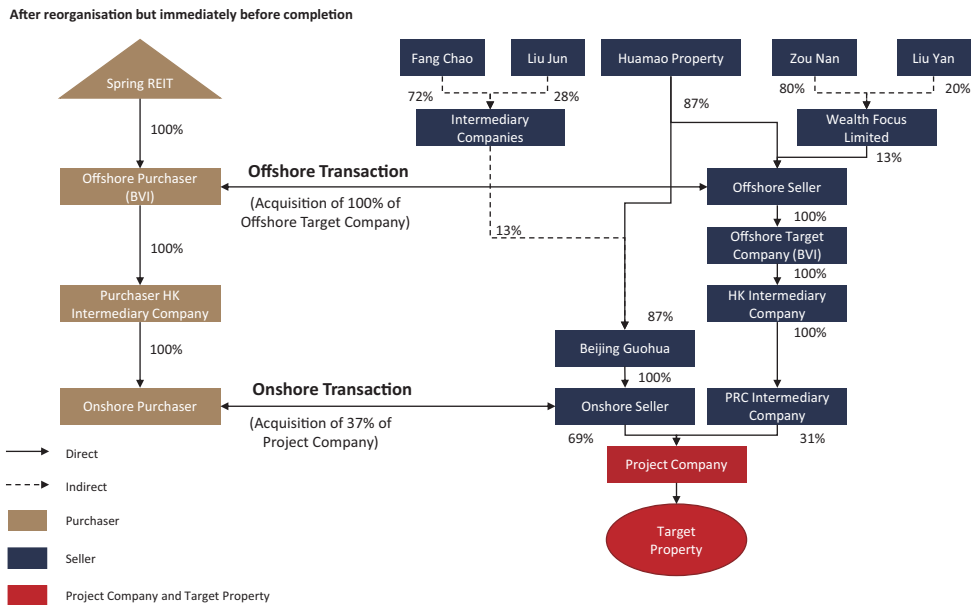 After reorganisation but immediately before completion
Spring REIT
Fang Chao
Liu Jun
Huamao Property
Zou Nan
Liu Yan
72%
28%
87%
80%
20%
Intermediary
Companies
Wealth Focus
Limited
100%
13%
Offshore Purchaser
(BVI)
Offshore Transaction
(Acquisition of 100% of
Offshore Target Company)
Offshore Seller
100%
13%
Offshore Target
Company (BVI)
100%
100%
Purchaser HK
Intermediary Company
HK Intermediary
Company
87%
100%
Beijing Guohua
100%
100%
Onshore Purchaser
Onshore Transaction
(Acquisition of 37% of
Project Company)
Onshore Seller
PRC Intermediary
Company
69%
31%
Project Company
Target
Property
Direct
Indirect
Purchaser
Seller
Project Company and Target Property